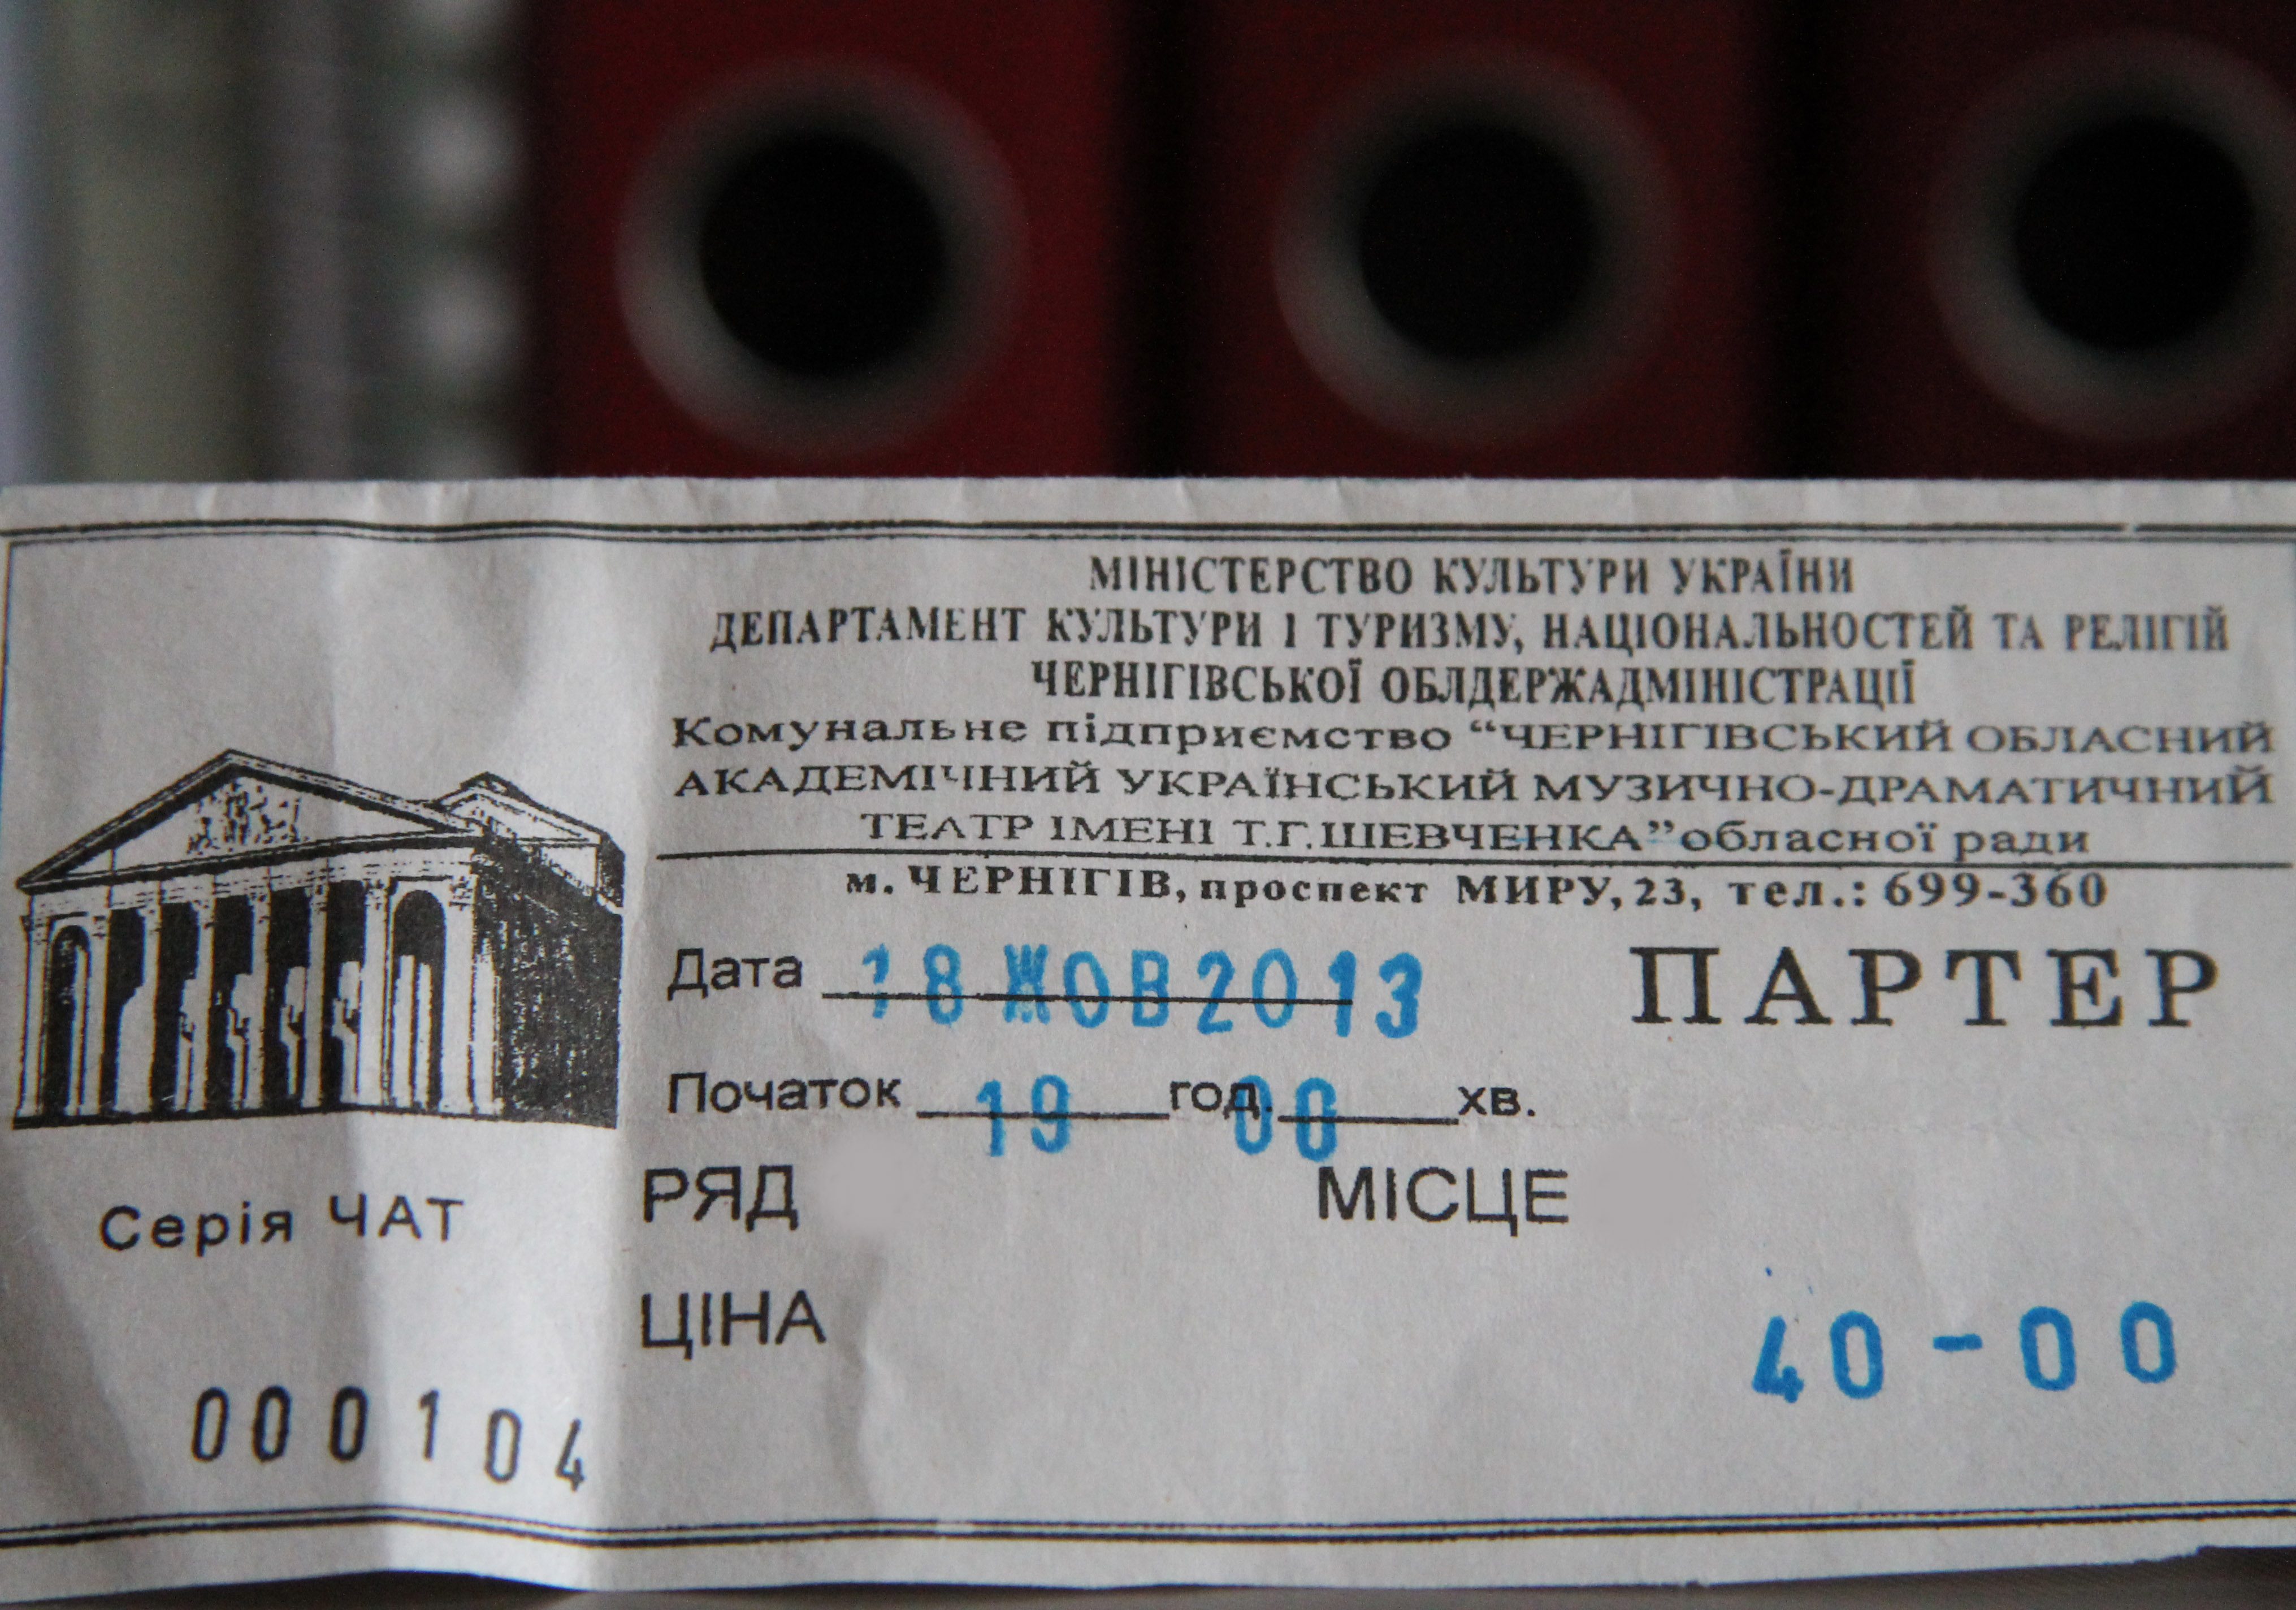 МІНІСТЕРСТВО КУЛЬТУРИ УКРАЇНИ
ДЕПАРТАМЕНТ КУЛЬТУРИ І ТУРИЗМУ, НАЦІОНАЛЬНОСТЕЙ ТА РЕЛІГІЙ
ЧЕРНІГІВСЬКОЇ ОБЛДЕРЖАДМІНІСТРАЦІЇ
Комунальне підприємство “ЧЕРНІГІВСЬКИЙ ОБЛАСНИЙ
АКАДЕМІЧНИЙ УКРАЇНСЬКИЙ МУЗИЧНО-ДРАМАТИЧНИЙ
ТЕАТР ІМЕНІ Т.Г.ШЕВЧЕНКА” обласної ради
м. ЧЕРНІГІВ, проспект МИРУ, 23, тел.: 699-360
Дата 18 ЖОВ 2013 ПАРТЕР
Початок 19 год. 00 хв.
РЯД МІСЦЕ
Серія ЧАТ
ЦІНА 40-00
000104